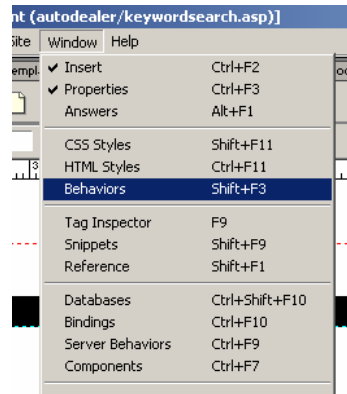 nt (autodealer/keywordsearch.asp)]
Site Window Help
✔ Insert Ctrl+F2
✔ Properties Ctrl+F3
Answers Alt+F1
CSS Styles Shift+F11
HTML Styles Ctrl+F11
Behaviors Shift+F3
Tag Inspector F9
Snippets Shift+F9
Reference Shift+F1
Databases Ctrl+Shift+F10
Bindings Ctrl+F10
Server Behaviors Ctrl+F9
Components Ctrl+F7